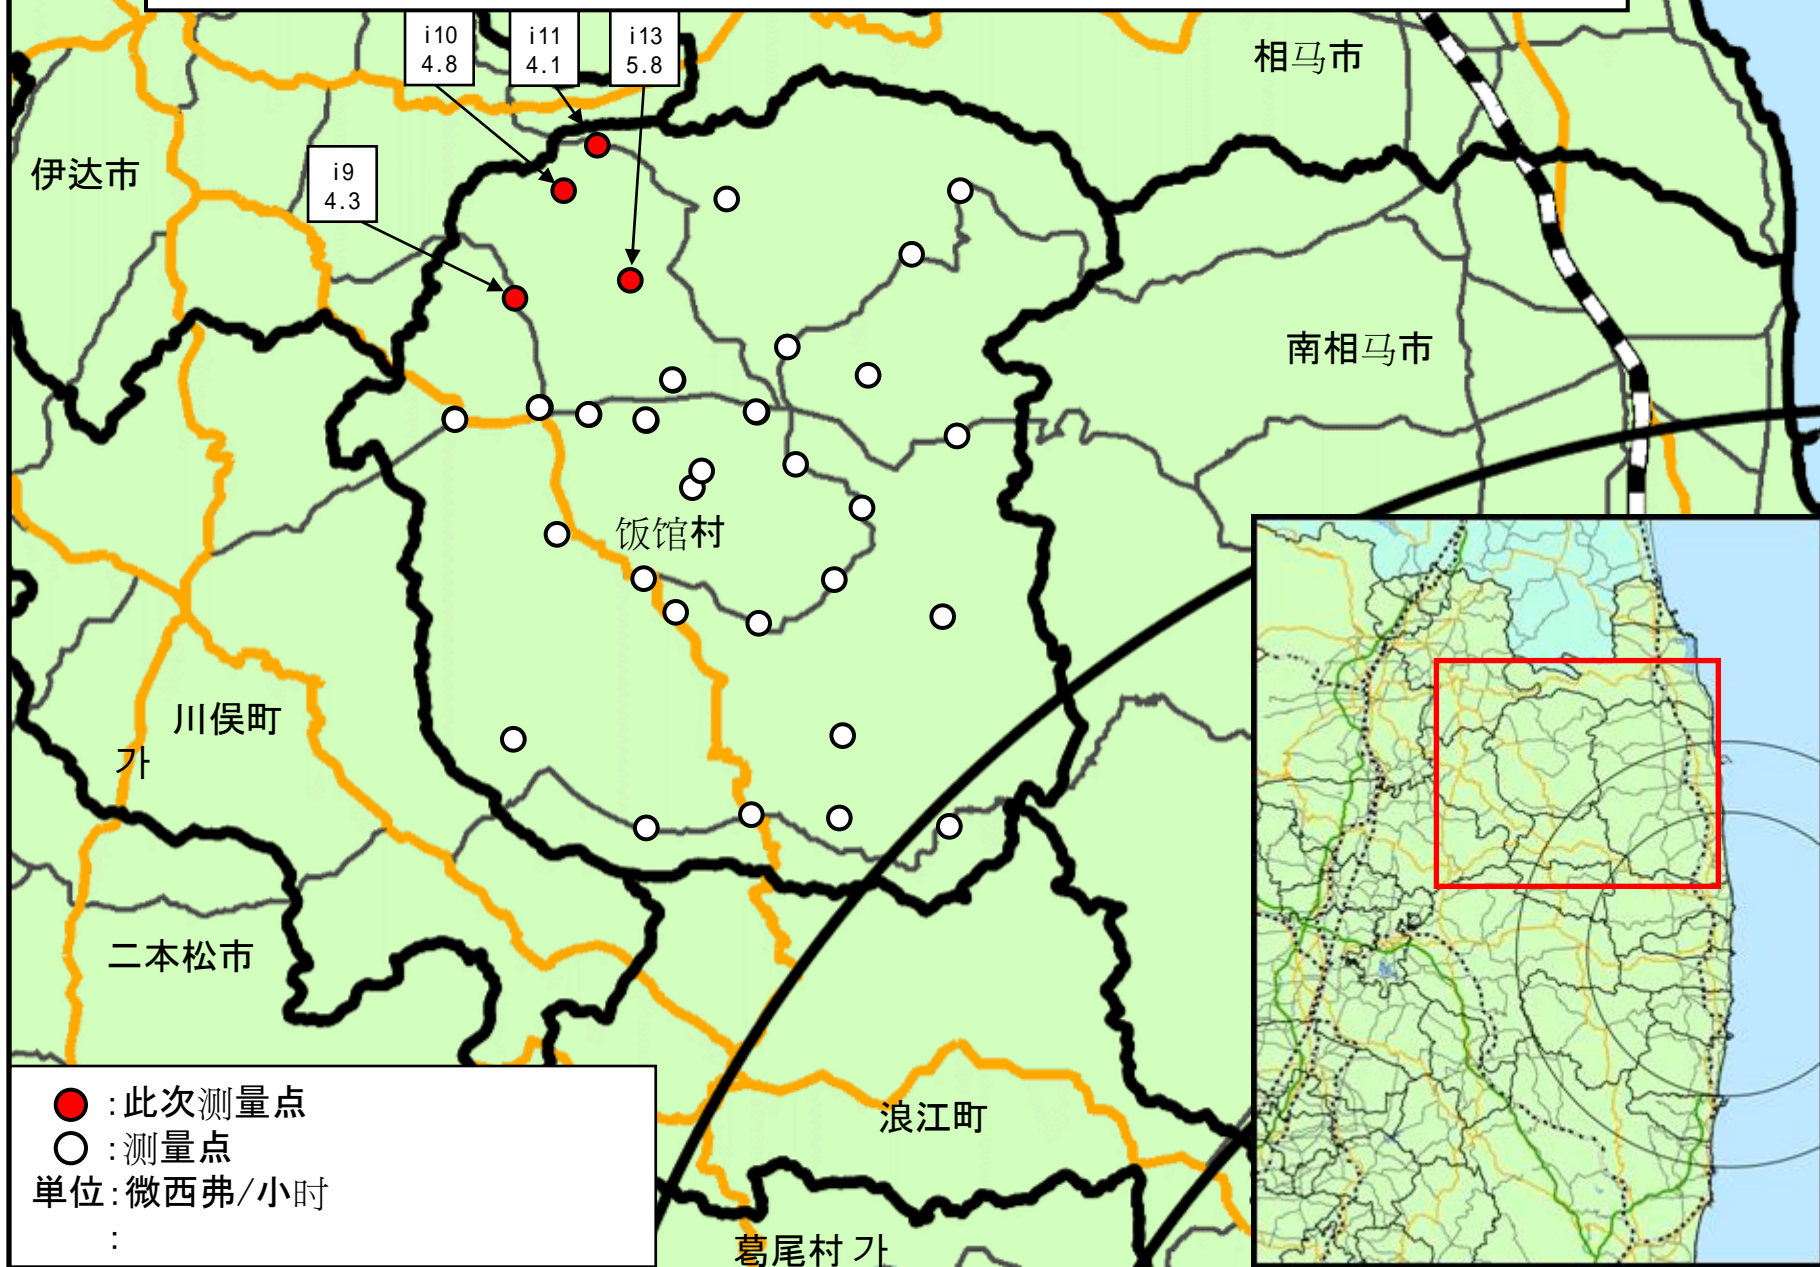 i10
4.8
i11
4.1
i13
5.8
相马市
伊达市
i9
4.3
南相马市
饭馆村
川俣町
가
二本松市
浪江町
葛尾村 가
:此次测量点
:测量点
単位:微西弗/小时
: